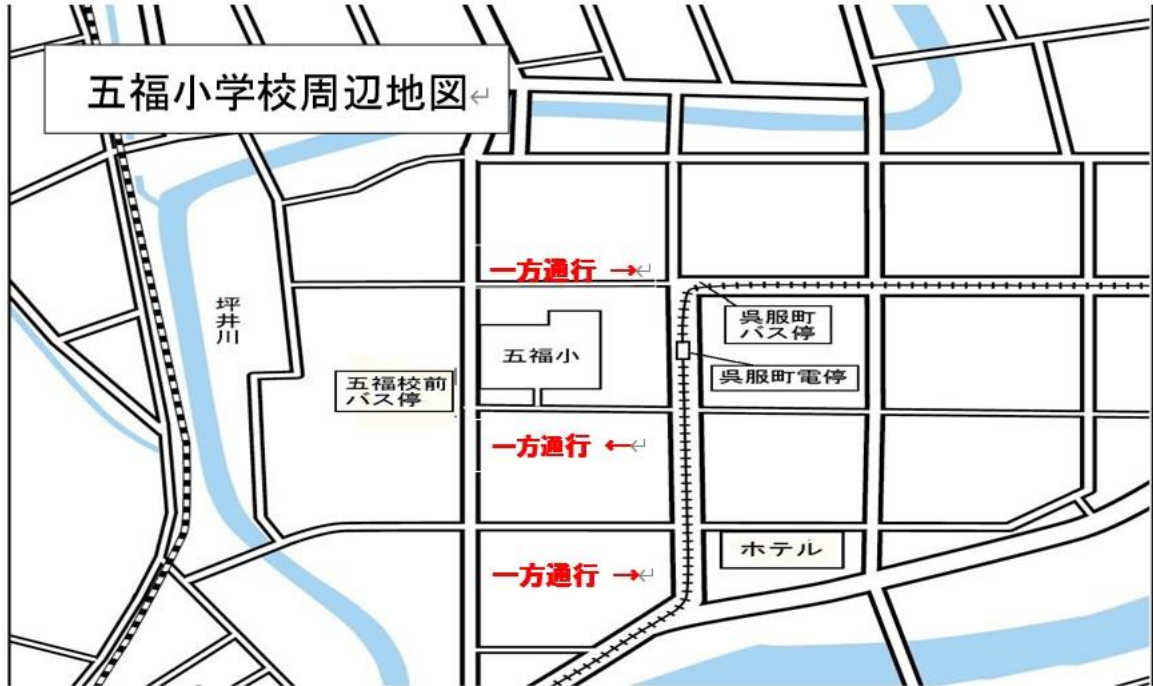 五福小学校周辺地図↵
一方通行 →↵
坪井川
呉服町
バス停
五福小
呉服町電停
五福校前
バス停
一方通行 ←↵
ホテル
一方通行 →↵